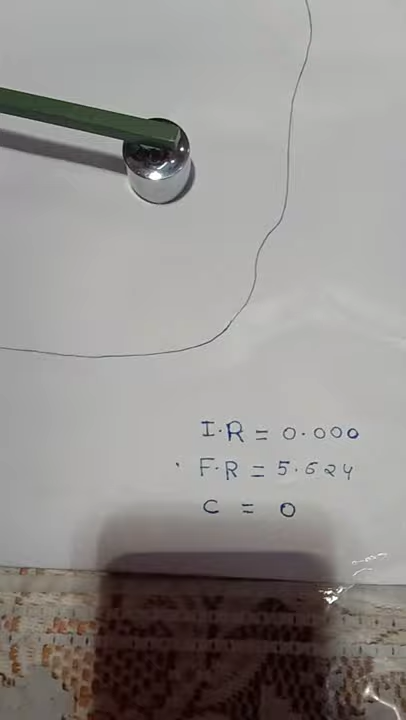 I.R = 0.000
F.R = 5.624
C = 0